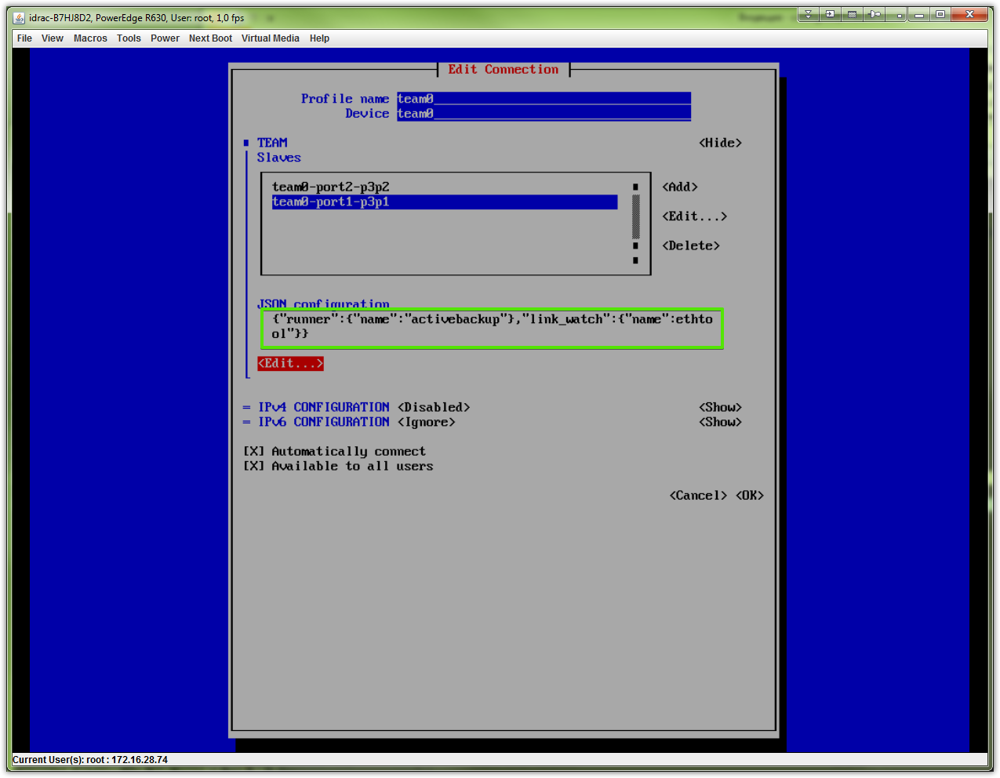 idrac-B7HJ8D2, PowerEdge R630, User: root, 1,0 fps
File View Macros Tools Power Next Boot Virtual Media Help
Edit Connection
Profile name team0
Device team0
TEAM <Hide>
Slaves
team0-port2-p3p2 <Add>
team0-port1-p3p1
<Edit...>
<Delete>
JSON configuration
{"runner":{"name":"activebackup"},"link_watch":{"name":ethto
ol"}}
<Edit...>
= IPv4 CONFIGURATION <Disabled> <Show>
= IPv6 CONFIGURATION <Ignore> <Show>
[X] Automatically connect
[X] Available to all users
<Cancel> <OK>
Current User(s): root : 172.16.28.74